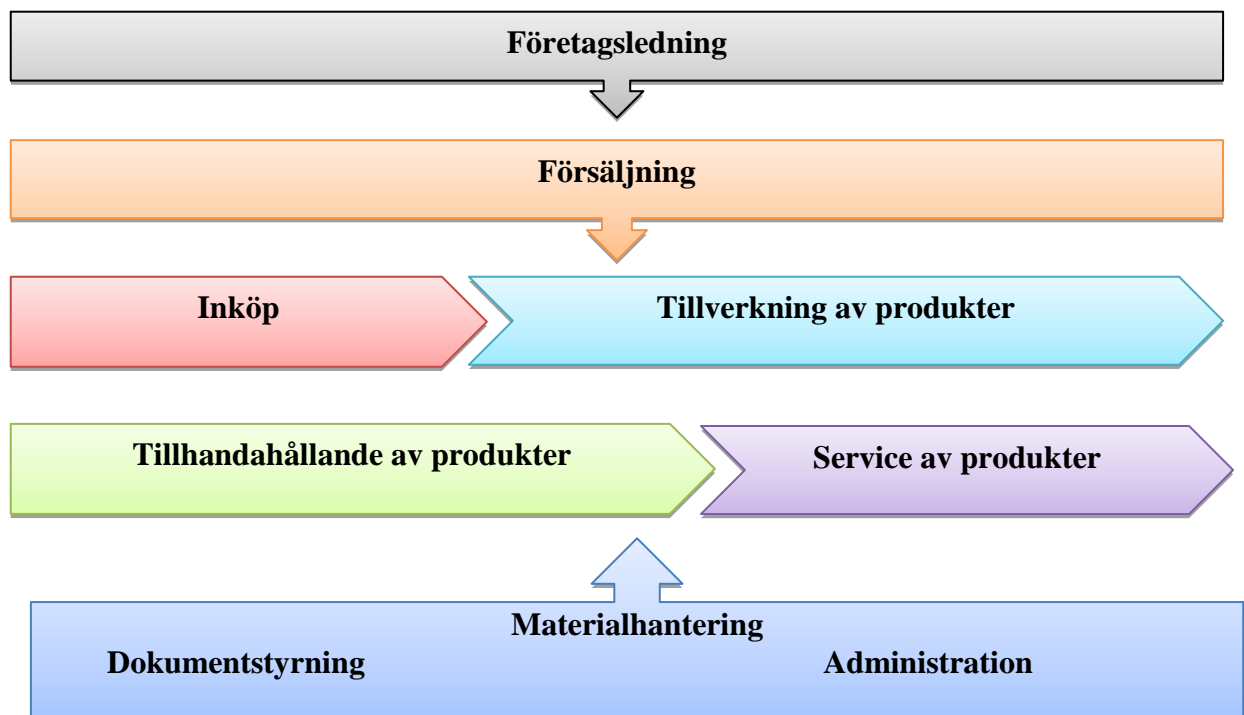 Företagsledning
Försäljning
Inköp
Tillverkning av produkter
Tillhandahållande av produkter
Service av produkter
Materialhantering
Dokumentstyrning
Administration